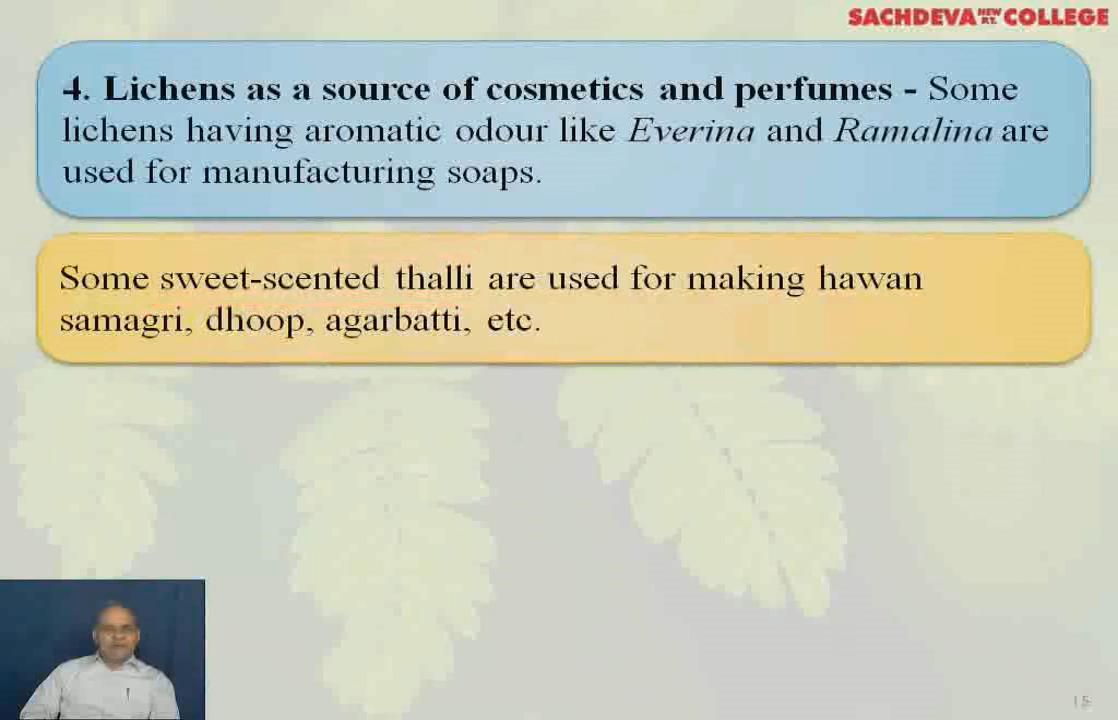 SACHDEVA NEW P.T. COLLEGE
4. Lichens as a source of cosmetics and perfumes - Some
lichens having aromatic odour like Everina and Ramalina are
used for manufacturing soaps.
Some sweet-scented thalli are used for making hawan
samagri, dhoop, agarbatti, etc.
15